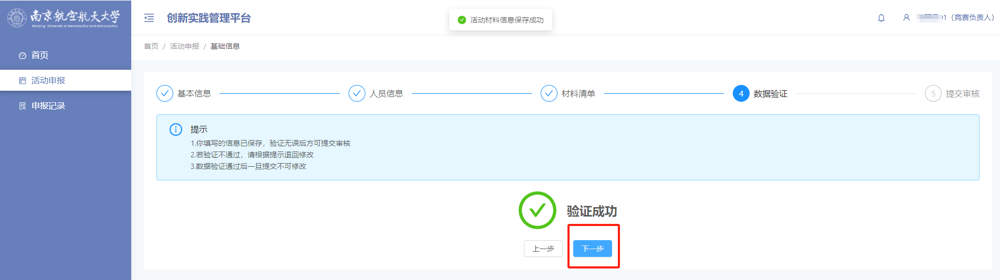 南京航空航天大学
Nanjing University of Aeronautics and Astronautics
首页
活动申报
申报记录
创新实践管理平台
活动材料信息保存成功
01（竞赛负责人）
首页 / 活动申报 / 基础信息
基本信息
人员信息
材料清单
4 数据验证
5 提交审核
提示
1.你填写的信息已保存，验证无误后方可提交审核
2.若验证不通过，请根据提示退回修改
3.数据验证通过后一旦提交不可修改
验证成功
上一步 下一步